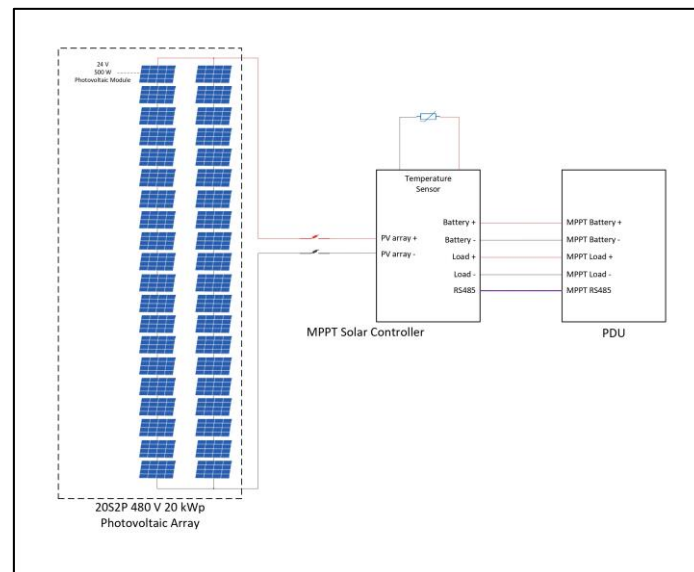 24 V
500 W
Photovoltaic Module
20S2P 480 V 20 kWp
Photovoltaic Array
Temperature
Sensor
PV array +
PV array -
Battery +
Battery -
Load +
Load -
RS485
MPPT Solar Controller
MPPT Battery +
MPPT Battery -
MPPT Load +
MPPT Load -
MPPT RS485
PDU